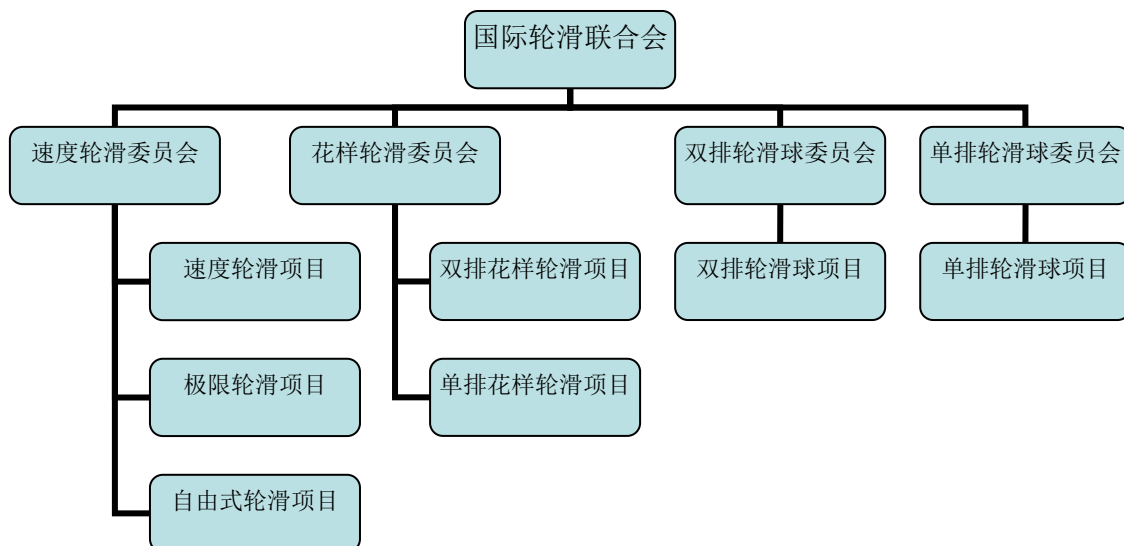 国际轮滑联合会
速度轮滑委员会
花样轮滑委员会
双排轮滑球委员会
单排轮滑球委员会
速度轮滑项目
双排花样轮滑项目
双排轮滑球项目
单排轮滑球项目
极限轮滑项目
单排花样轮滑项目
自由式轮滑项目